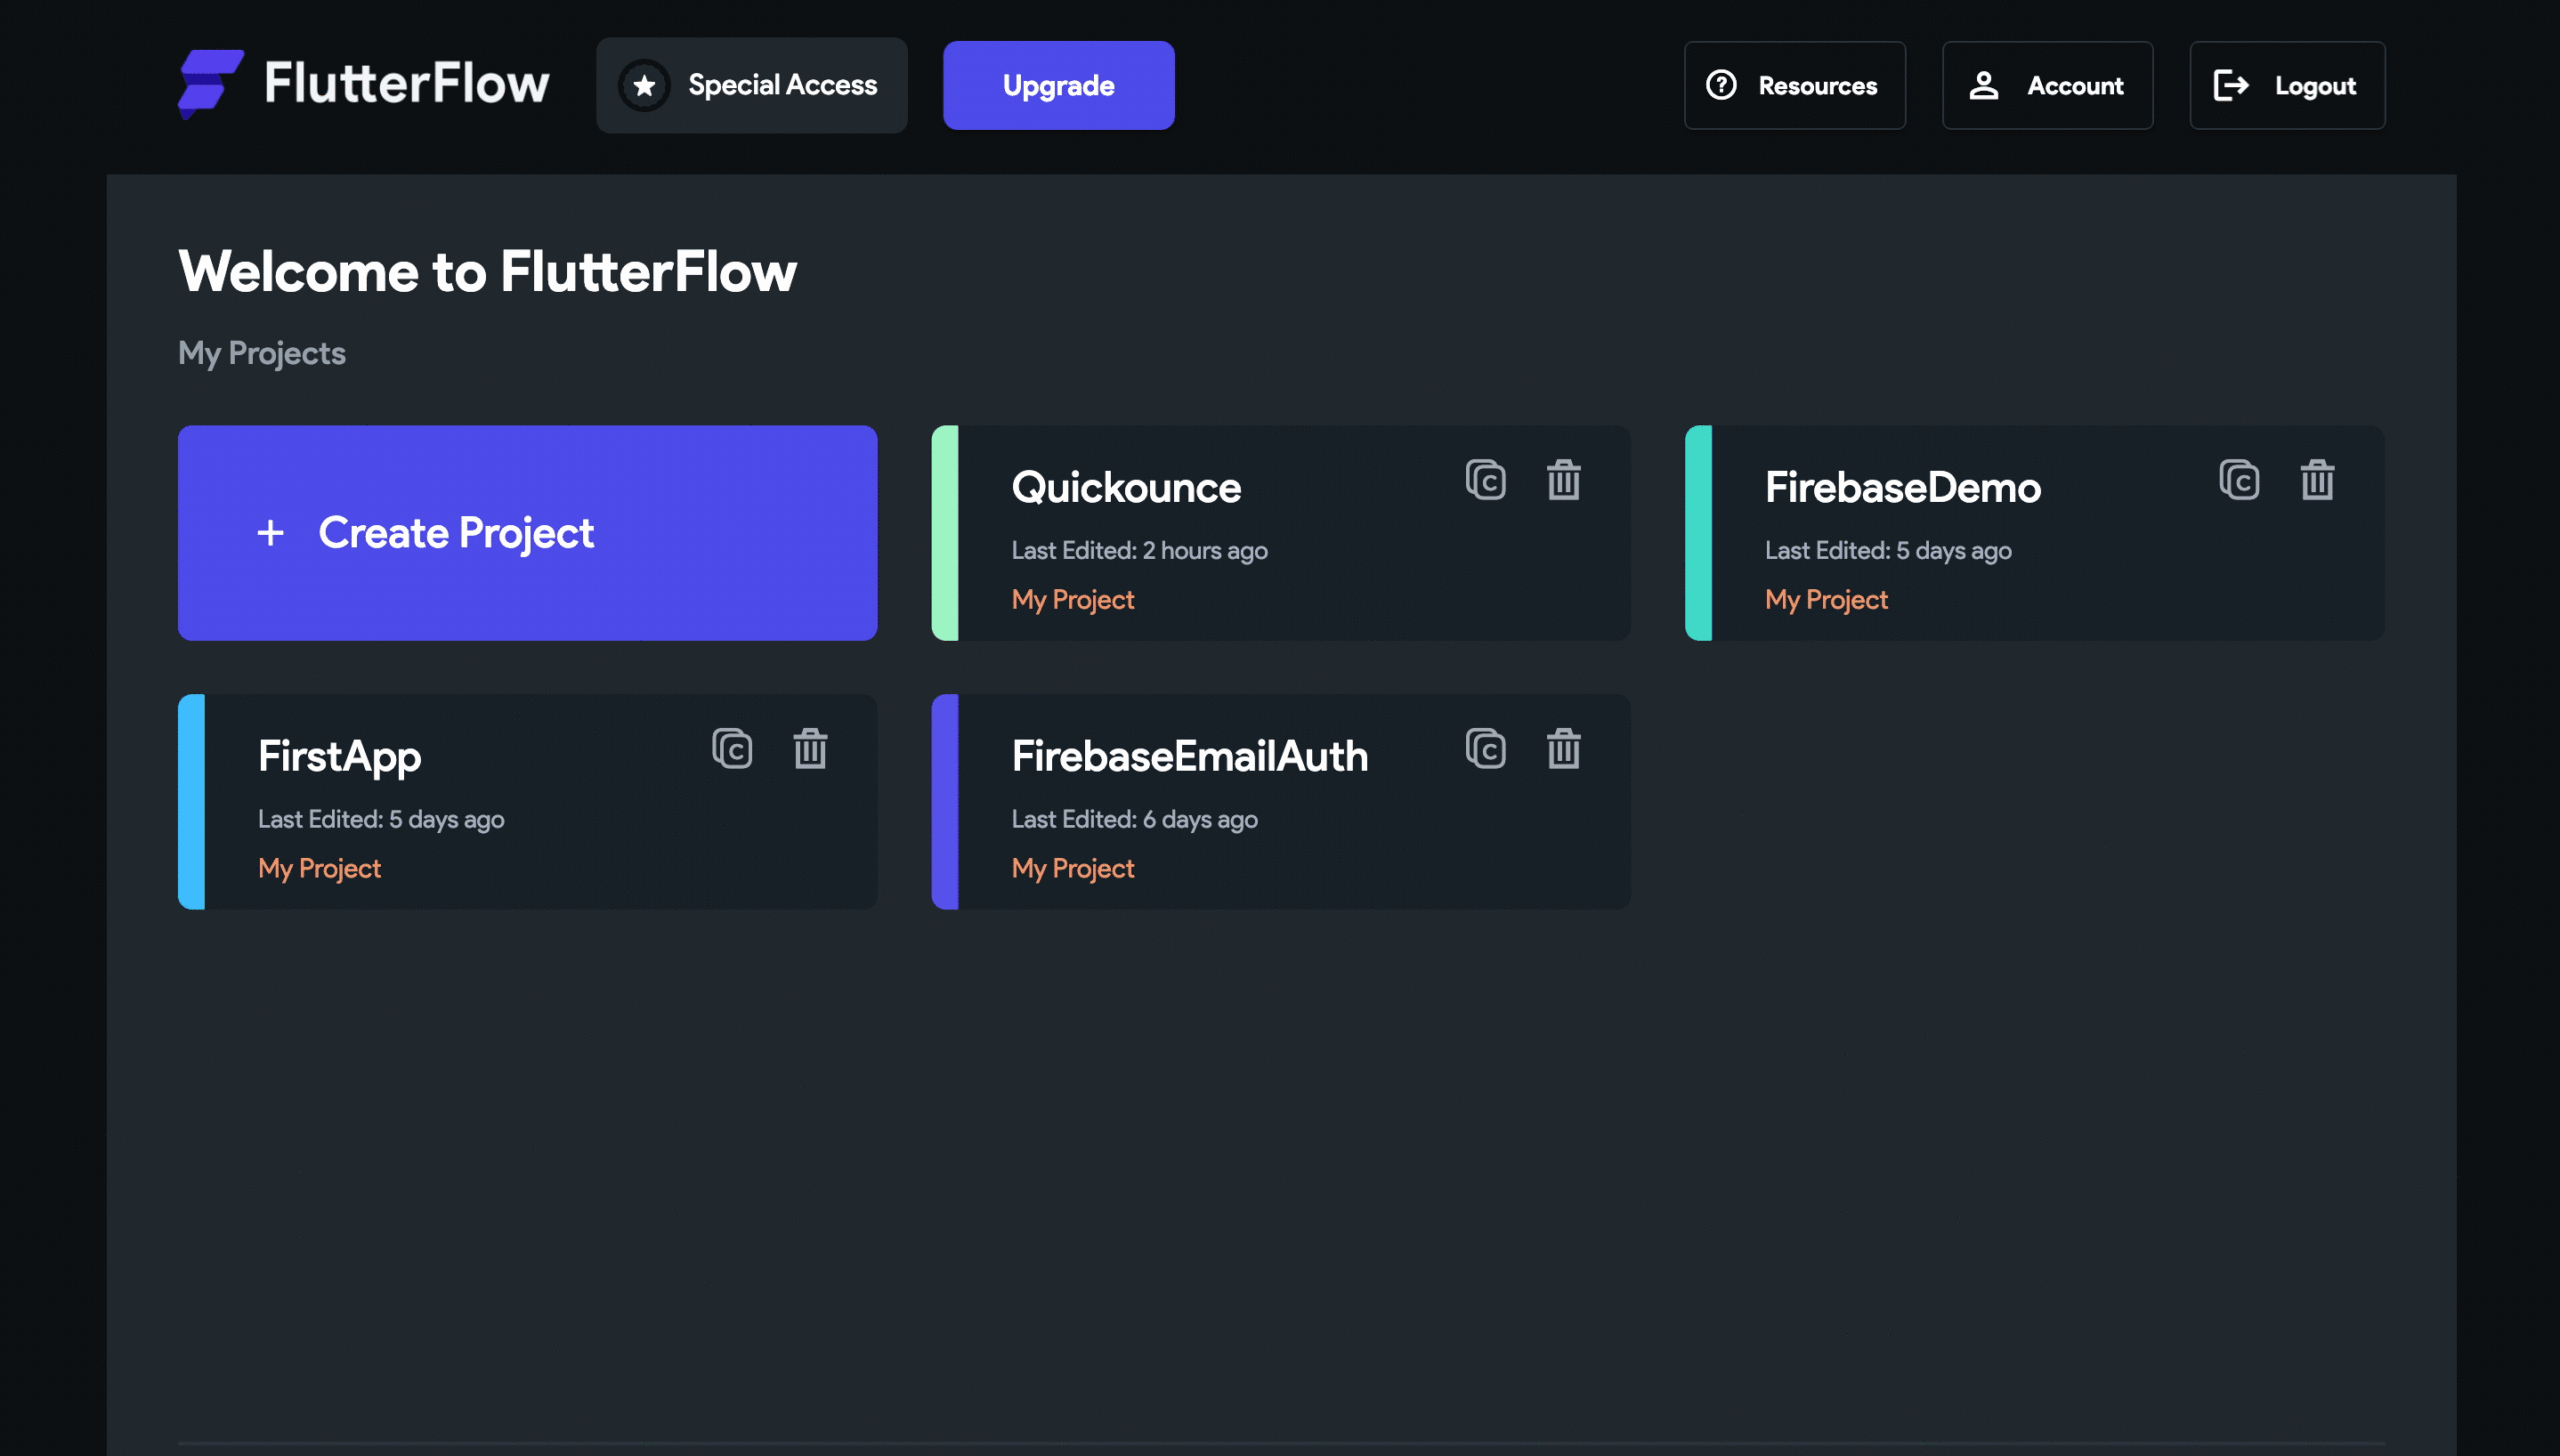 FlutterFlow
Special Access
Upgrade
Resources
Account
Logout
Welcome to FlutterFlow
My Projects
+ Create Project
Quickounce
Last Edited: 2 hours ago
My Project
FirebaseDemo
Last Edited: 5 days ago
My Project
FirstApp
Last Edited: 5 days ago
My Project
FirebaseEmailAuth
Last Edited: 6 days ago
My Project